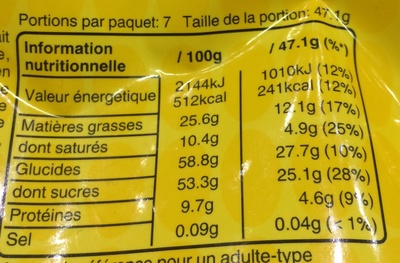 Portions par paquet: 7 Taille de la portion: 47.1g
Information nutritionnelle / 100g / 47.1g (%*)
Valeur énergétique 2144kJ 1010kJ (12%)
512kcal 241kcal (12%)
Matières grasses 25.6g 12.1g (17%)
dont saturés 10.4g 4.9g (25%)
Glucides 58.8g 27.7g (10%)
dont sucres 53.3g 25.1g (28%)
Protéines 9.7g 4.6g (9%)
Sel 0.09g 0.04g (< 1%)
pour un adulte-type